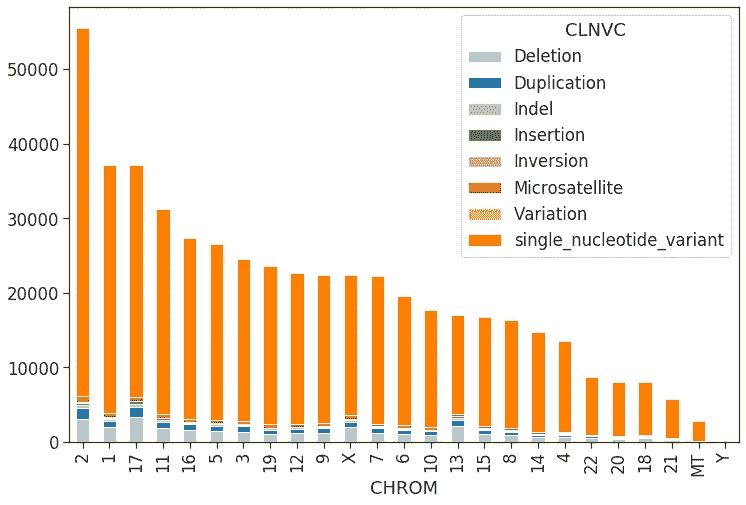 CLNVC
Deletion
Duplication
Indel
Insertion
Inversion
Microsatellite
Variation
single_nucleotide_variant
50000
40000
30000
20000
10000
0
2 1 17 11 16 5 3 19 12 9 X 7 6 10 13 15 8 14 4 22 20 18 21 MT Y
CHROM